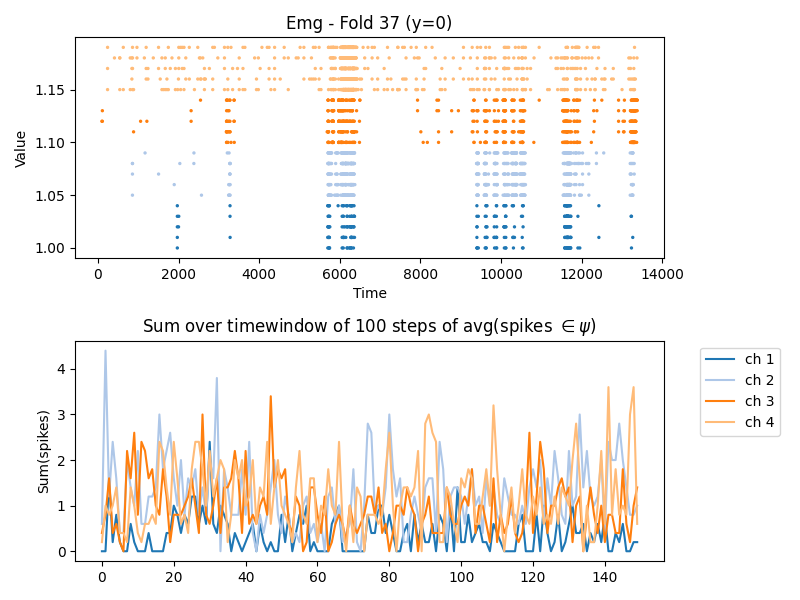 Emg - Fold 37 (y=0)
Value
1.15
1.10
1.05
1.00
0 2000 4000 6000 8000 10000 12000 14000
Time
Sum over timewindow of 100 steps of avg(spikes ∈ ψ)
Sum(spikes)
4
3
2
1
0
0 20 40 60 80 100 120 140
ch 1
ch 2
ch 3
ch 4